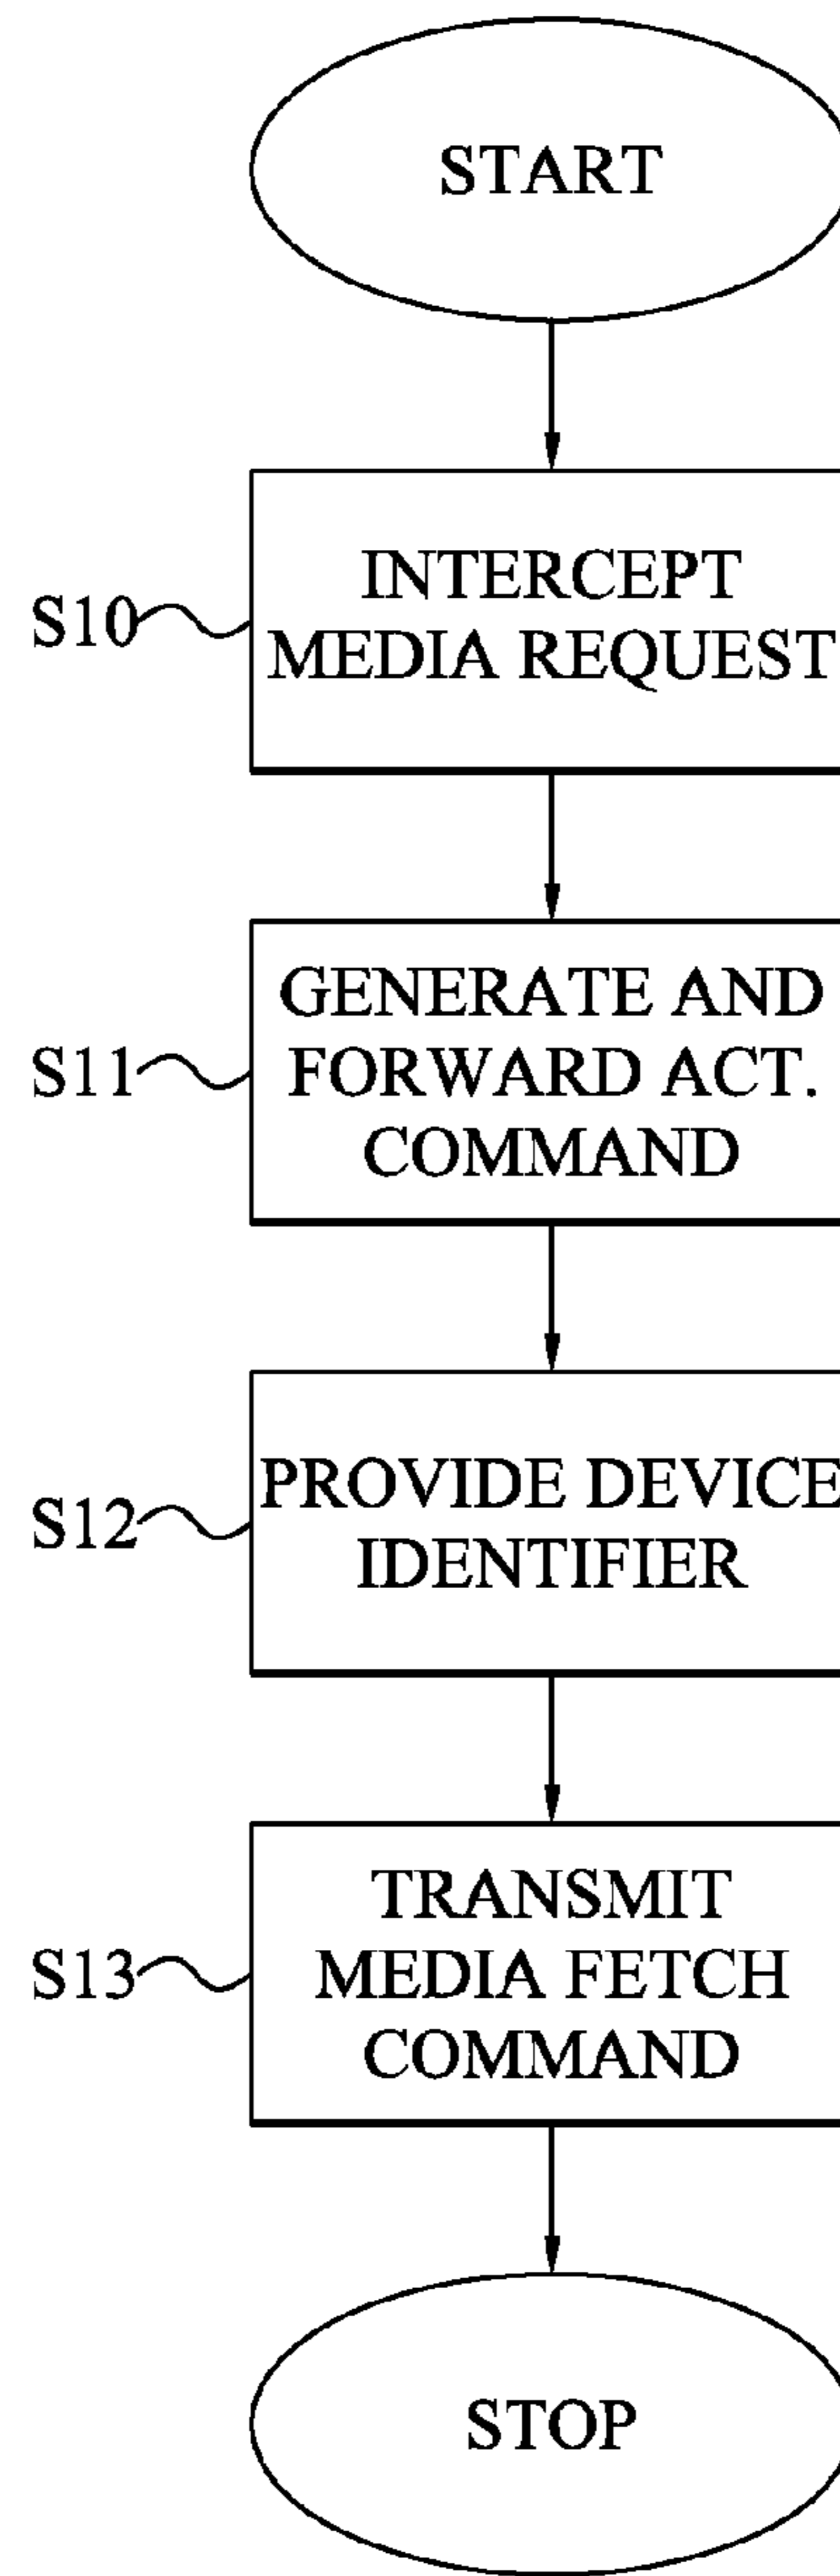 START
S10
INTERCEPT
MEDIA REQUEST
S11
GENERATE AND
FORWARD ACT.
COMMAND
S12
PROVIDE DEVICE
IDENTIFIER
S13
TRANSMIT
MEDIA FETCH
COMMAND
STOP